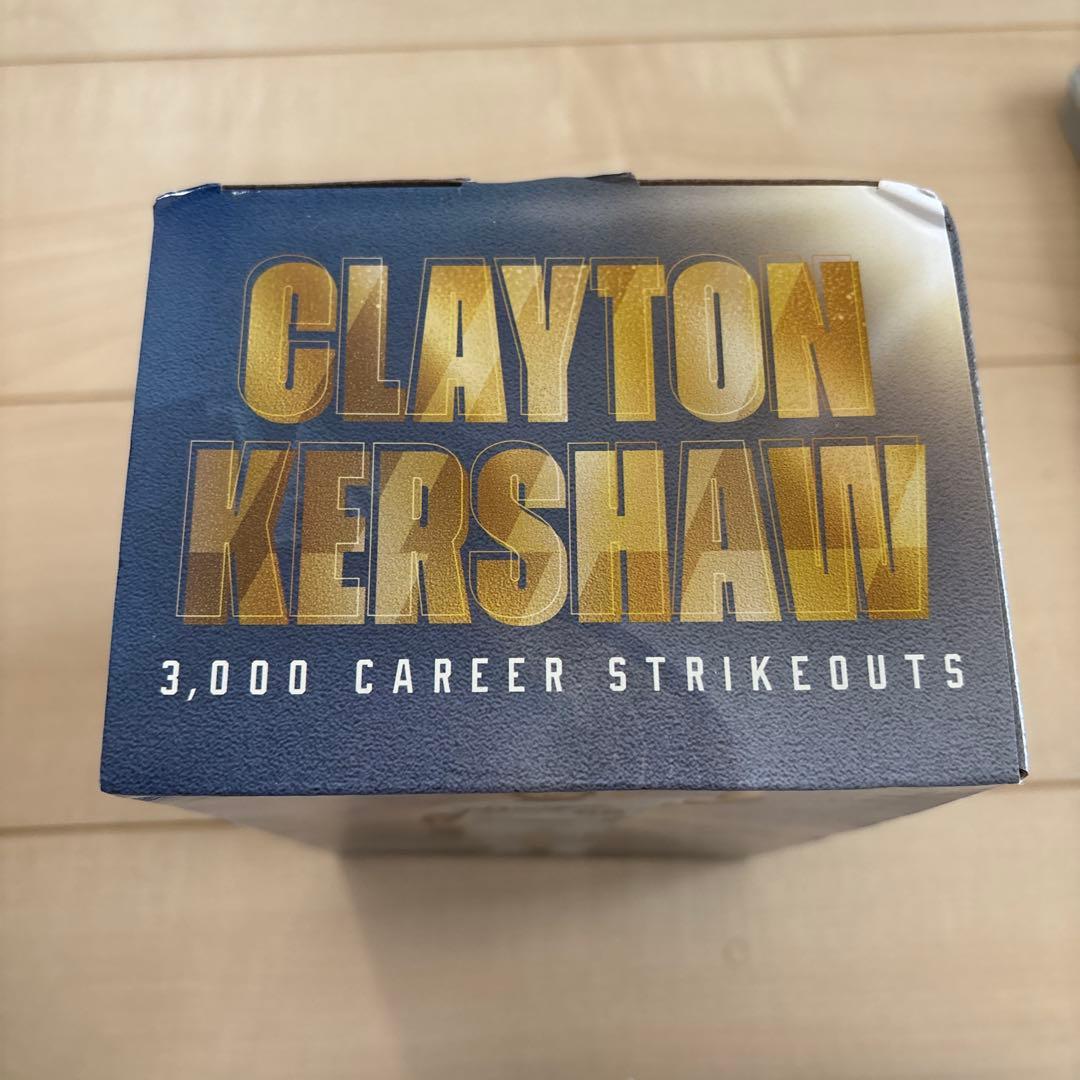 CLAYTON
KERSHAW
3,000 CAREER STRIKEOUTS